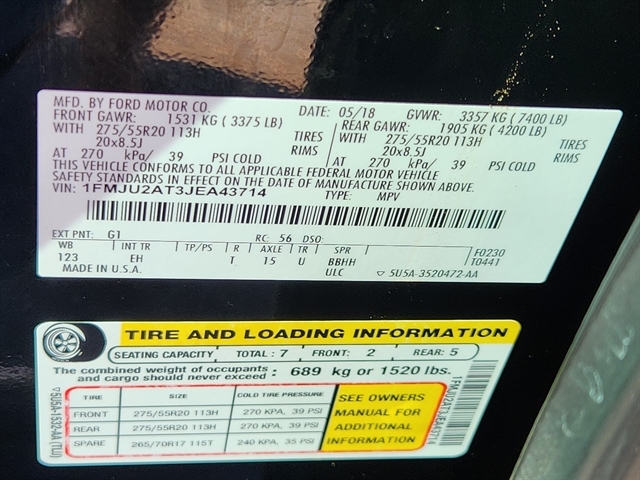 MFD. BY FORD MOTOR CO.
DATE: 05/18 GVWR: 3357 KG (7400 LB)
FRONT GAWR: 1531 KG (3375 LB) REAR GAWR: 1905 KG (4200 LB)
WITH 275/55R20 113H TIRES 275/55R20 113H TIRES
20x8.5J RIMS 20x8.5J RIMS
AT 270 kPa/ 39 PSI COLD AT 270 kPa/ 39 PSI COLD
THIS VEHICLE CONFORMS TO ALL APPLICABLE FEDERAL MOTOR VEHICLE
SAFETY STANDARDS IN EFFECT ON THE DATE OF MANUFACTURE SHOWN ABOVE.
VIN: 1FMJU2AT3JEA43714 TYPE: MPV
EXT PNT: G1 RC: 56 DSO:
WB INT TR TP/PS R AXLE TR SPR F0230
123 EH T 15 U BBHH T0441
MADE IN U.S.A. ULC 5U5A-3520472-AA
TIRE AND LOADING INFORMATION
SEATING CAPACITY TOTAL: 7 FRONT: 2 REAR: 5
The combined weight of occupants
and cargo should never exceed : 689 kg or 1520 lbs.
TIRE SIZE COLD TIRE PRESSURE
FRONT 275/55R20 113H 270 KPA, 39 PSI
REAR 275/55R20 113H 270 KPA, 39 PSI
SPARE 265/70R17 115T 240 KPA, 35 PSI
SEE OWNERS
MANUAL FOR
ADDITIONAL
INFORMATION
5U5A-1532-AA (TLU)
1FMJU2AT3JEA43714